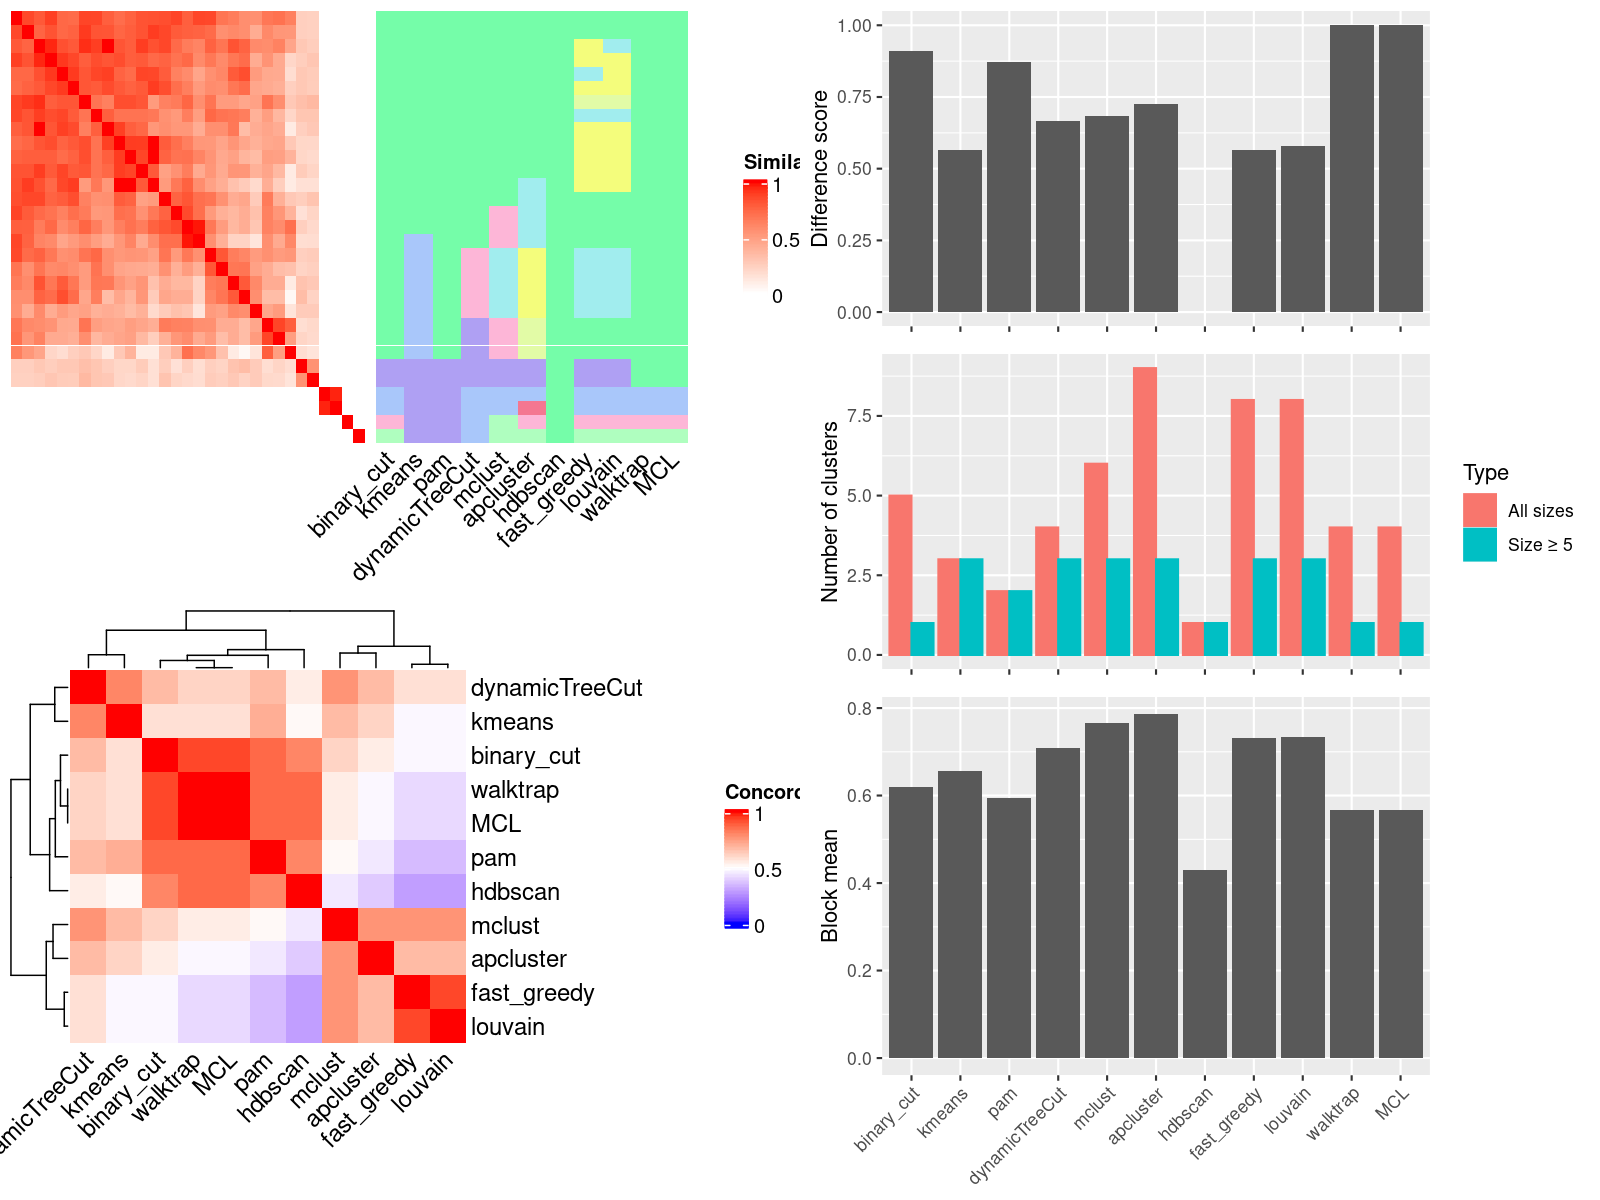 Simila
1
0.5
0
binary_cut
kmeans
pam
dynamicTreeCut
mclust
apcluster
hdbscan
fast_greedy
louvain
walktrap
MCL
dynamicTreeCut
kmeans
binary_cut
walktrap
MCL
pam
hdbscan
mclust
apcluster
fast_greedy
louvain
Concord
1
0.5
0
amicTreeCut
kmeans
binary_cut
walktrap
MCL
pam
hdbscan
mclust
apcluster
fast_greedy
louvain
Difference score
1.00
0.75
0.50
0.25
0.00
Number of clusters
7.5
5.0
2.5
0.0
Type
All sizes
Size ≥ 5
Block mean
0.8
0.6
0.4
0.2
0.0
binary_cut
kmeans
pam
dynamicTreeCut
mclust
apcluster
hdbscan
fast_greedy
louvain
walktrap
MCL